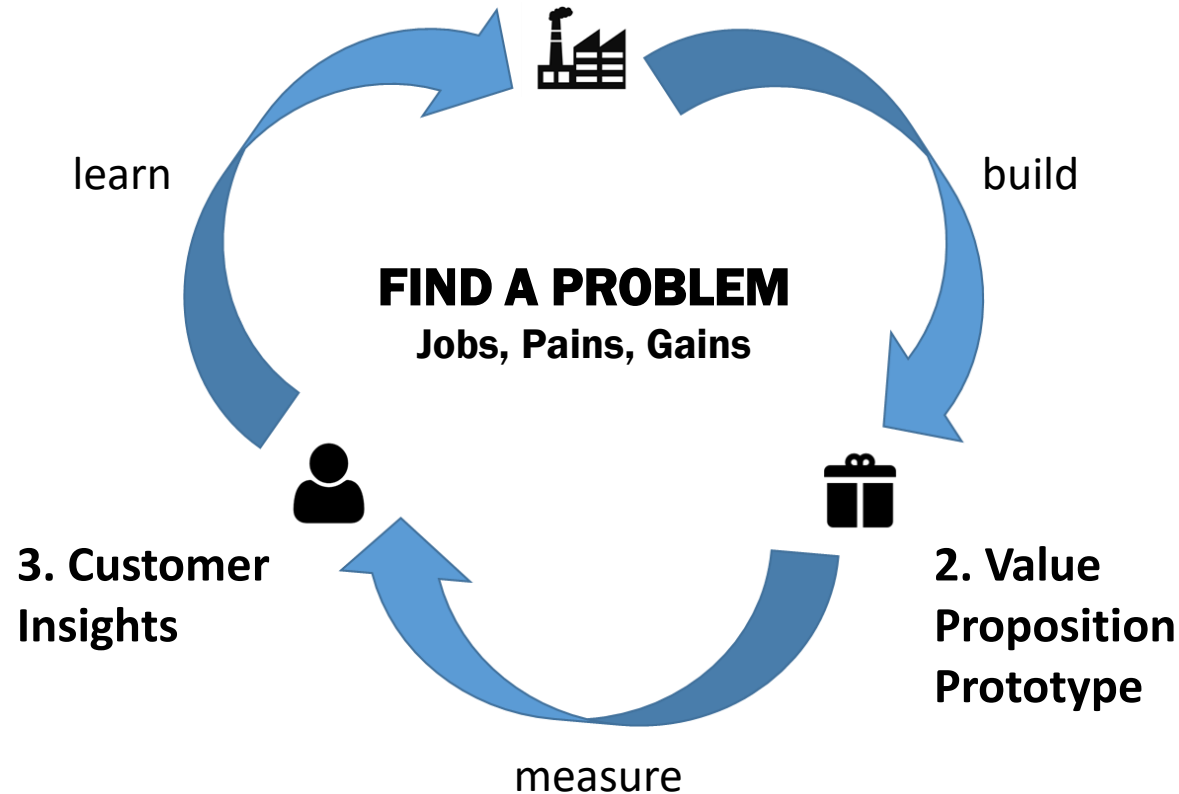 learn
build
FIND A PROBLEM
Jobs, Pains, Gains
3. Customer
Insights
2. Value
Proposition
Prototype
measure